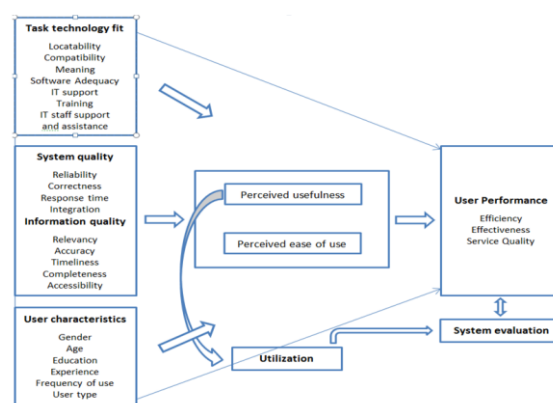 Task technology fit
Locatability
Compatibility
Meaning
Software Adequacy
IT support
Training
IT staff support
and assistance
System quality
Reliability
Correctness
Response time
Integration
Information quality
Relevancy
Accuracy
Timeliness
Completeness
Accessibility
User characteristics
Gender
Age
Education
Experience
Frequency of use
User type
Perceived usefulness
Perceived ease of use
Utilization
User Performance
Efficiency
Effectiveness
Service Quality
System evaluation